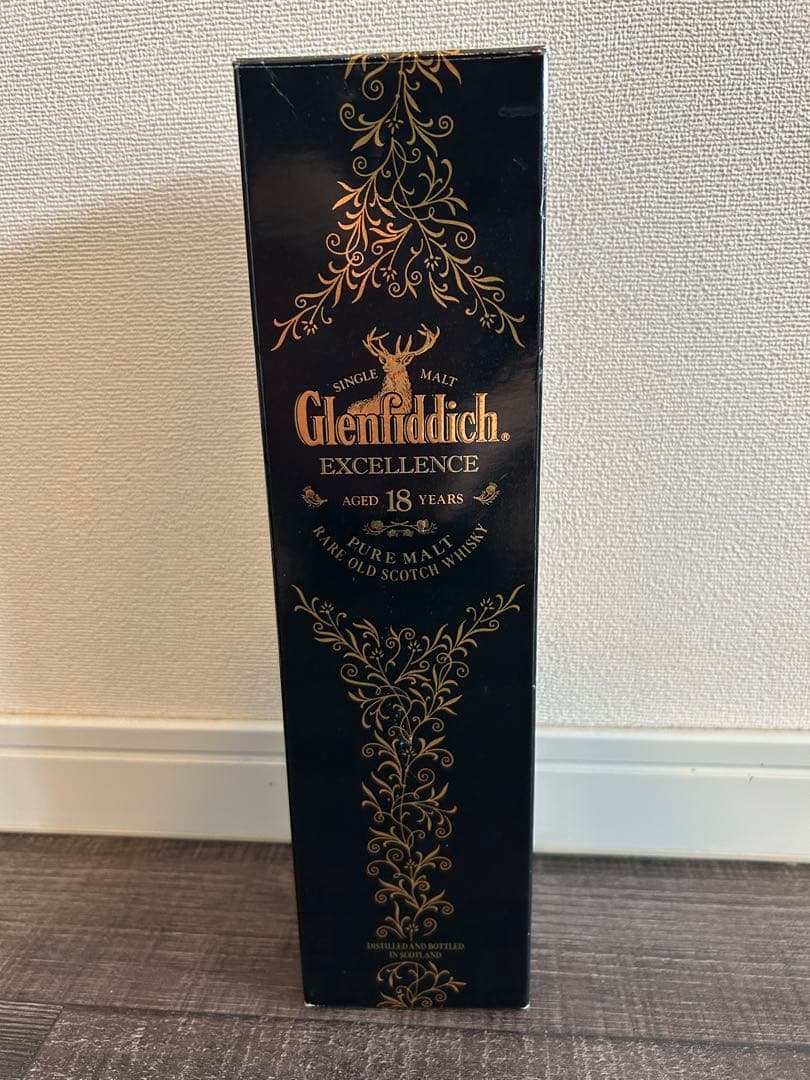 SINGLE MALT
Glenfiddich®
EXCELLENCE
AGED 18 YEARS
PURE MALT
RARE OLD SCOTCH WHISKY
DISTILLED AND BOTTLED
IN SCOTLAND